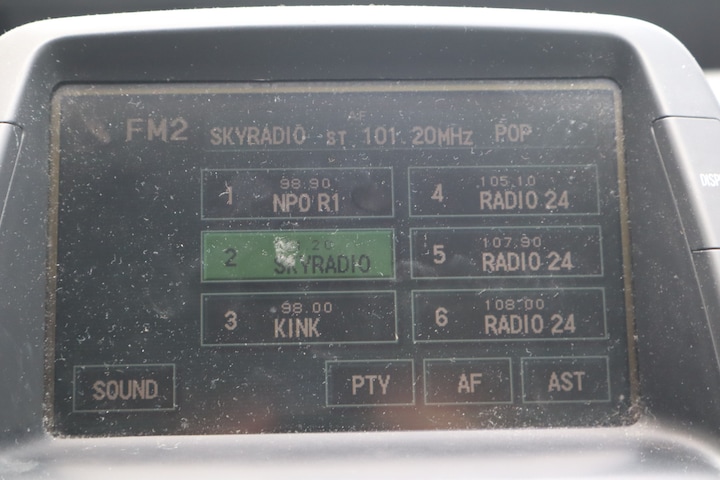 AF
FM2 SKYRADIO ST 101 20MHz POP
1 98.90 NPO R1
4 105.10 RADIO 24
2 SKYRADIO
5 107.90 RADIO 24
3 98.00 KINK
6 108.00 RADIO 24
SOUND PTY AF AST